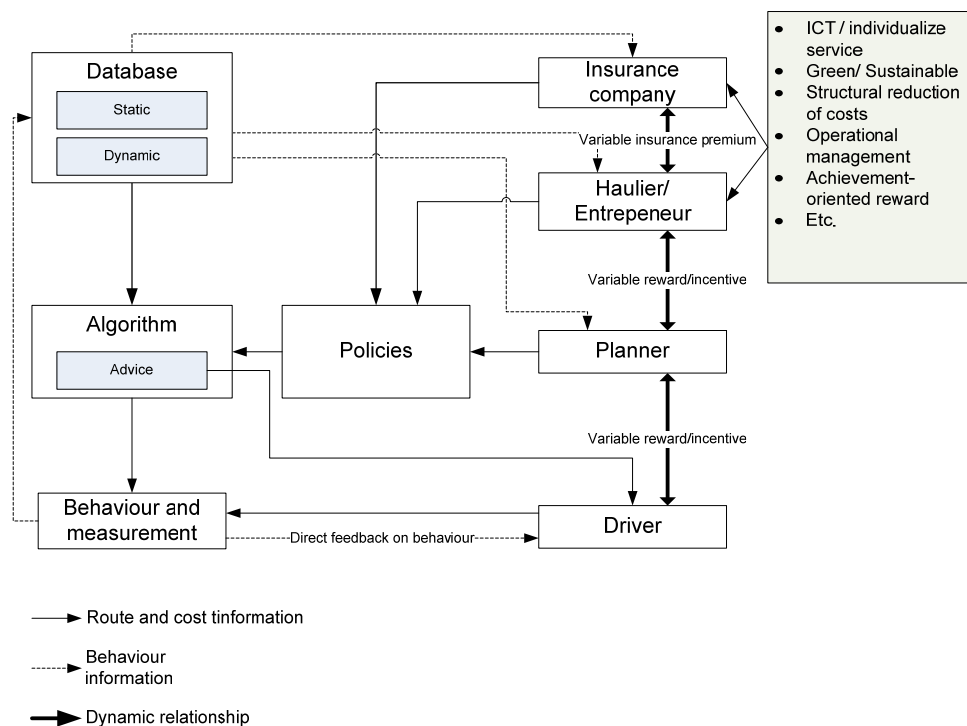 Database
Static
Dynamic
Insurance
company
Variable insurance premium
Haulier/
Entrepeneur
• ICT / individualize
service
• Green/ Sustainable
• Structural reduction
of costs
• Operational
management
• Achievement-
oriented reward
• Etc.
Variable reward/incentive
Algorithm
Advice
Policies
Planner
Variable reward/incentive
Behaviour and
measurement
Direct feedback on behaviour
Driver
Route and cost tinformation
Behaviour
information
Dynamic relationship